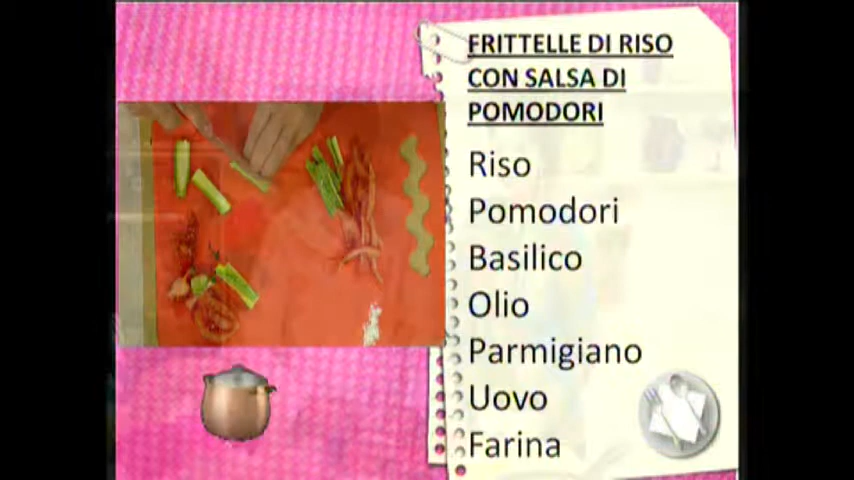 FRITTELLE DI RISO
CON SALSA DI
POMODORI
Riso
Pomodori
Basilico
Olio
Parmigiano
Uovo
Farina